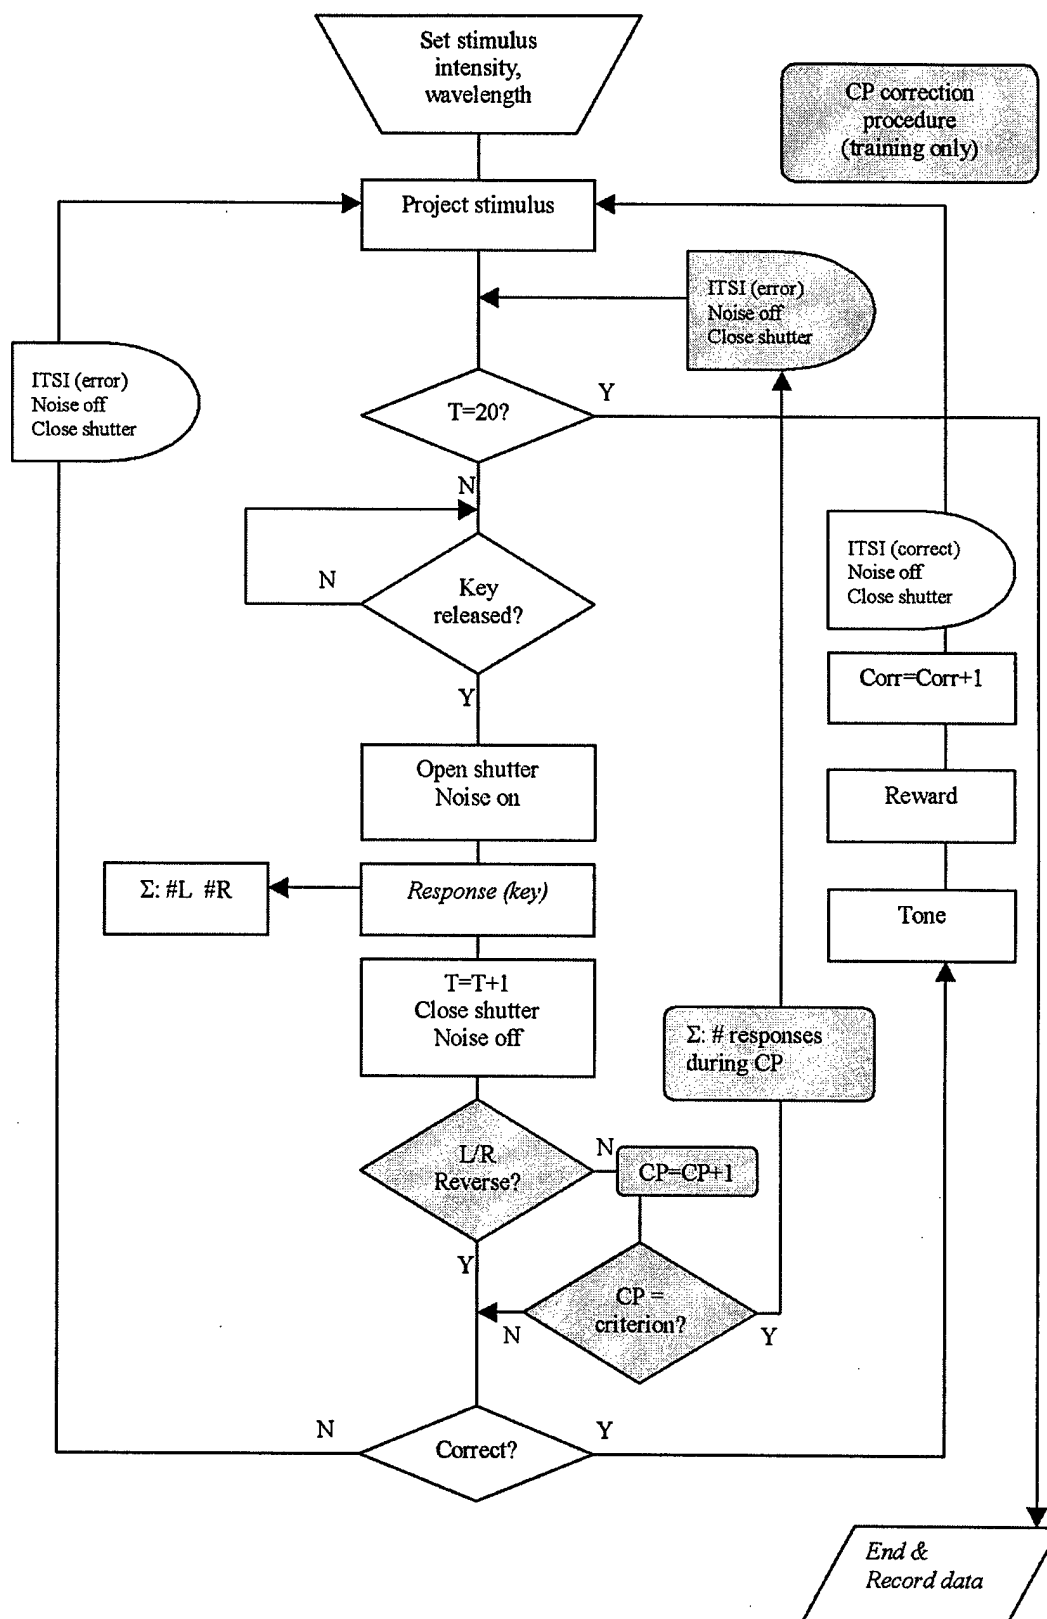 Set stimulus
intensity,
wavelength
CP correction
procedure
(training only)
Project stimulus
ITSI (error)
Noise off
Close shutter
ITSI (error)
Noise off
Close shutter
T=20?
Y
N
Key
released?
N
Y
ITSI (correct)
Noise off
Close shutter
Corr=Corr+1
Open shutter
Noise on
Reward
Σ: #L #R
Response (key)
Tone
T=T+1
Close shutter
Noise off
Σ: # responses
during CP
L/R
Reverse?
N
CP=CP+1
Y
CP =
criterion?
N
Y
N
Correct?
Y
End &
Record data